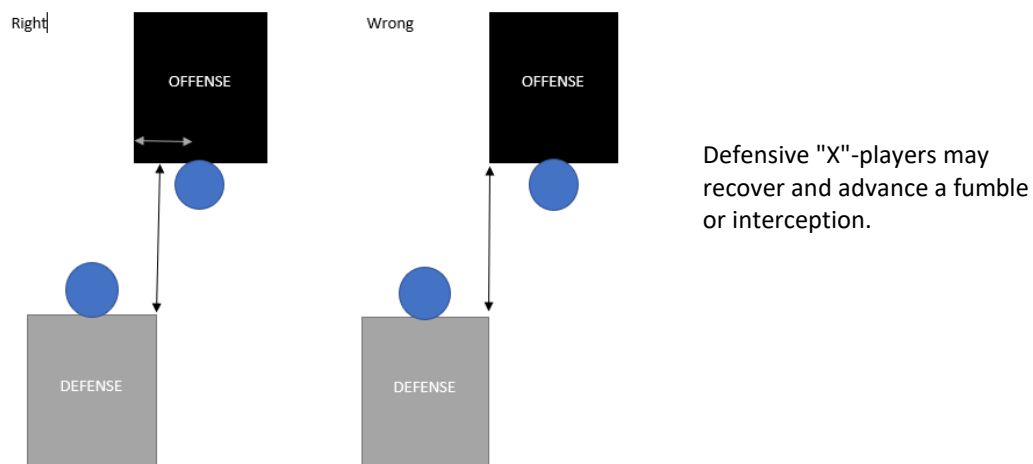 Right
Wrong
OFFENSE
OFFENSE
Defensive "X"-players may
recover and advance a fumble
or interception.
DEFENSE
DEFENSE